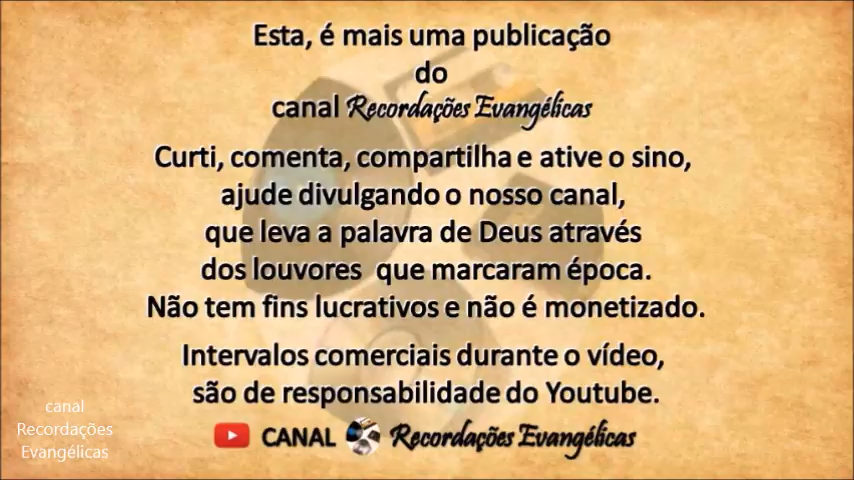 Esta, é mais uma publicação
do
canal Recordações Evangélicas
Curti, comenta, compartilha e ative o sino,
ajude divulgando o nosso canal,
que leva a palavra de Deus através
dos louvores que marcaram época.
Não tem fins lucrativos e não é monetizado.
Intervalos comerciais durante o vídeo,
são de responsabilidade do Youtube.
CANAL Recordações Evangélicas
canal
Recordações
Evangélicas